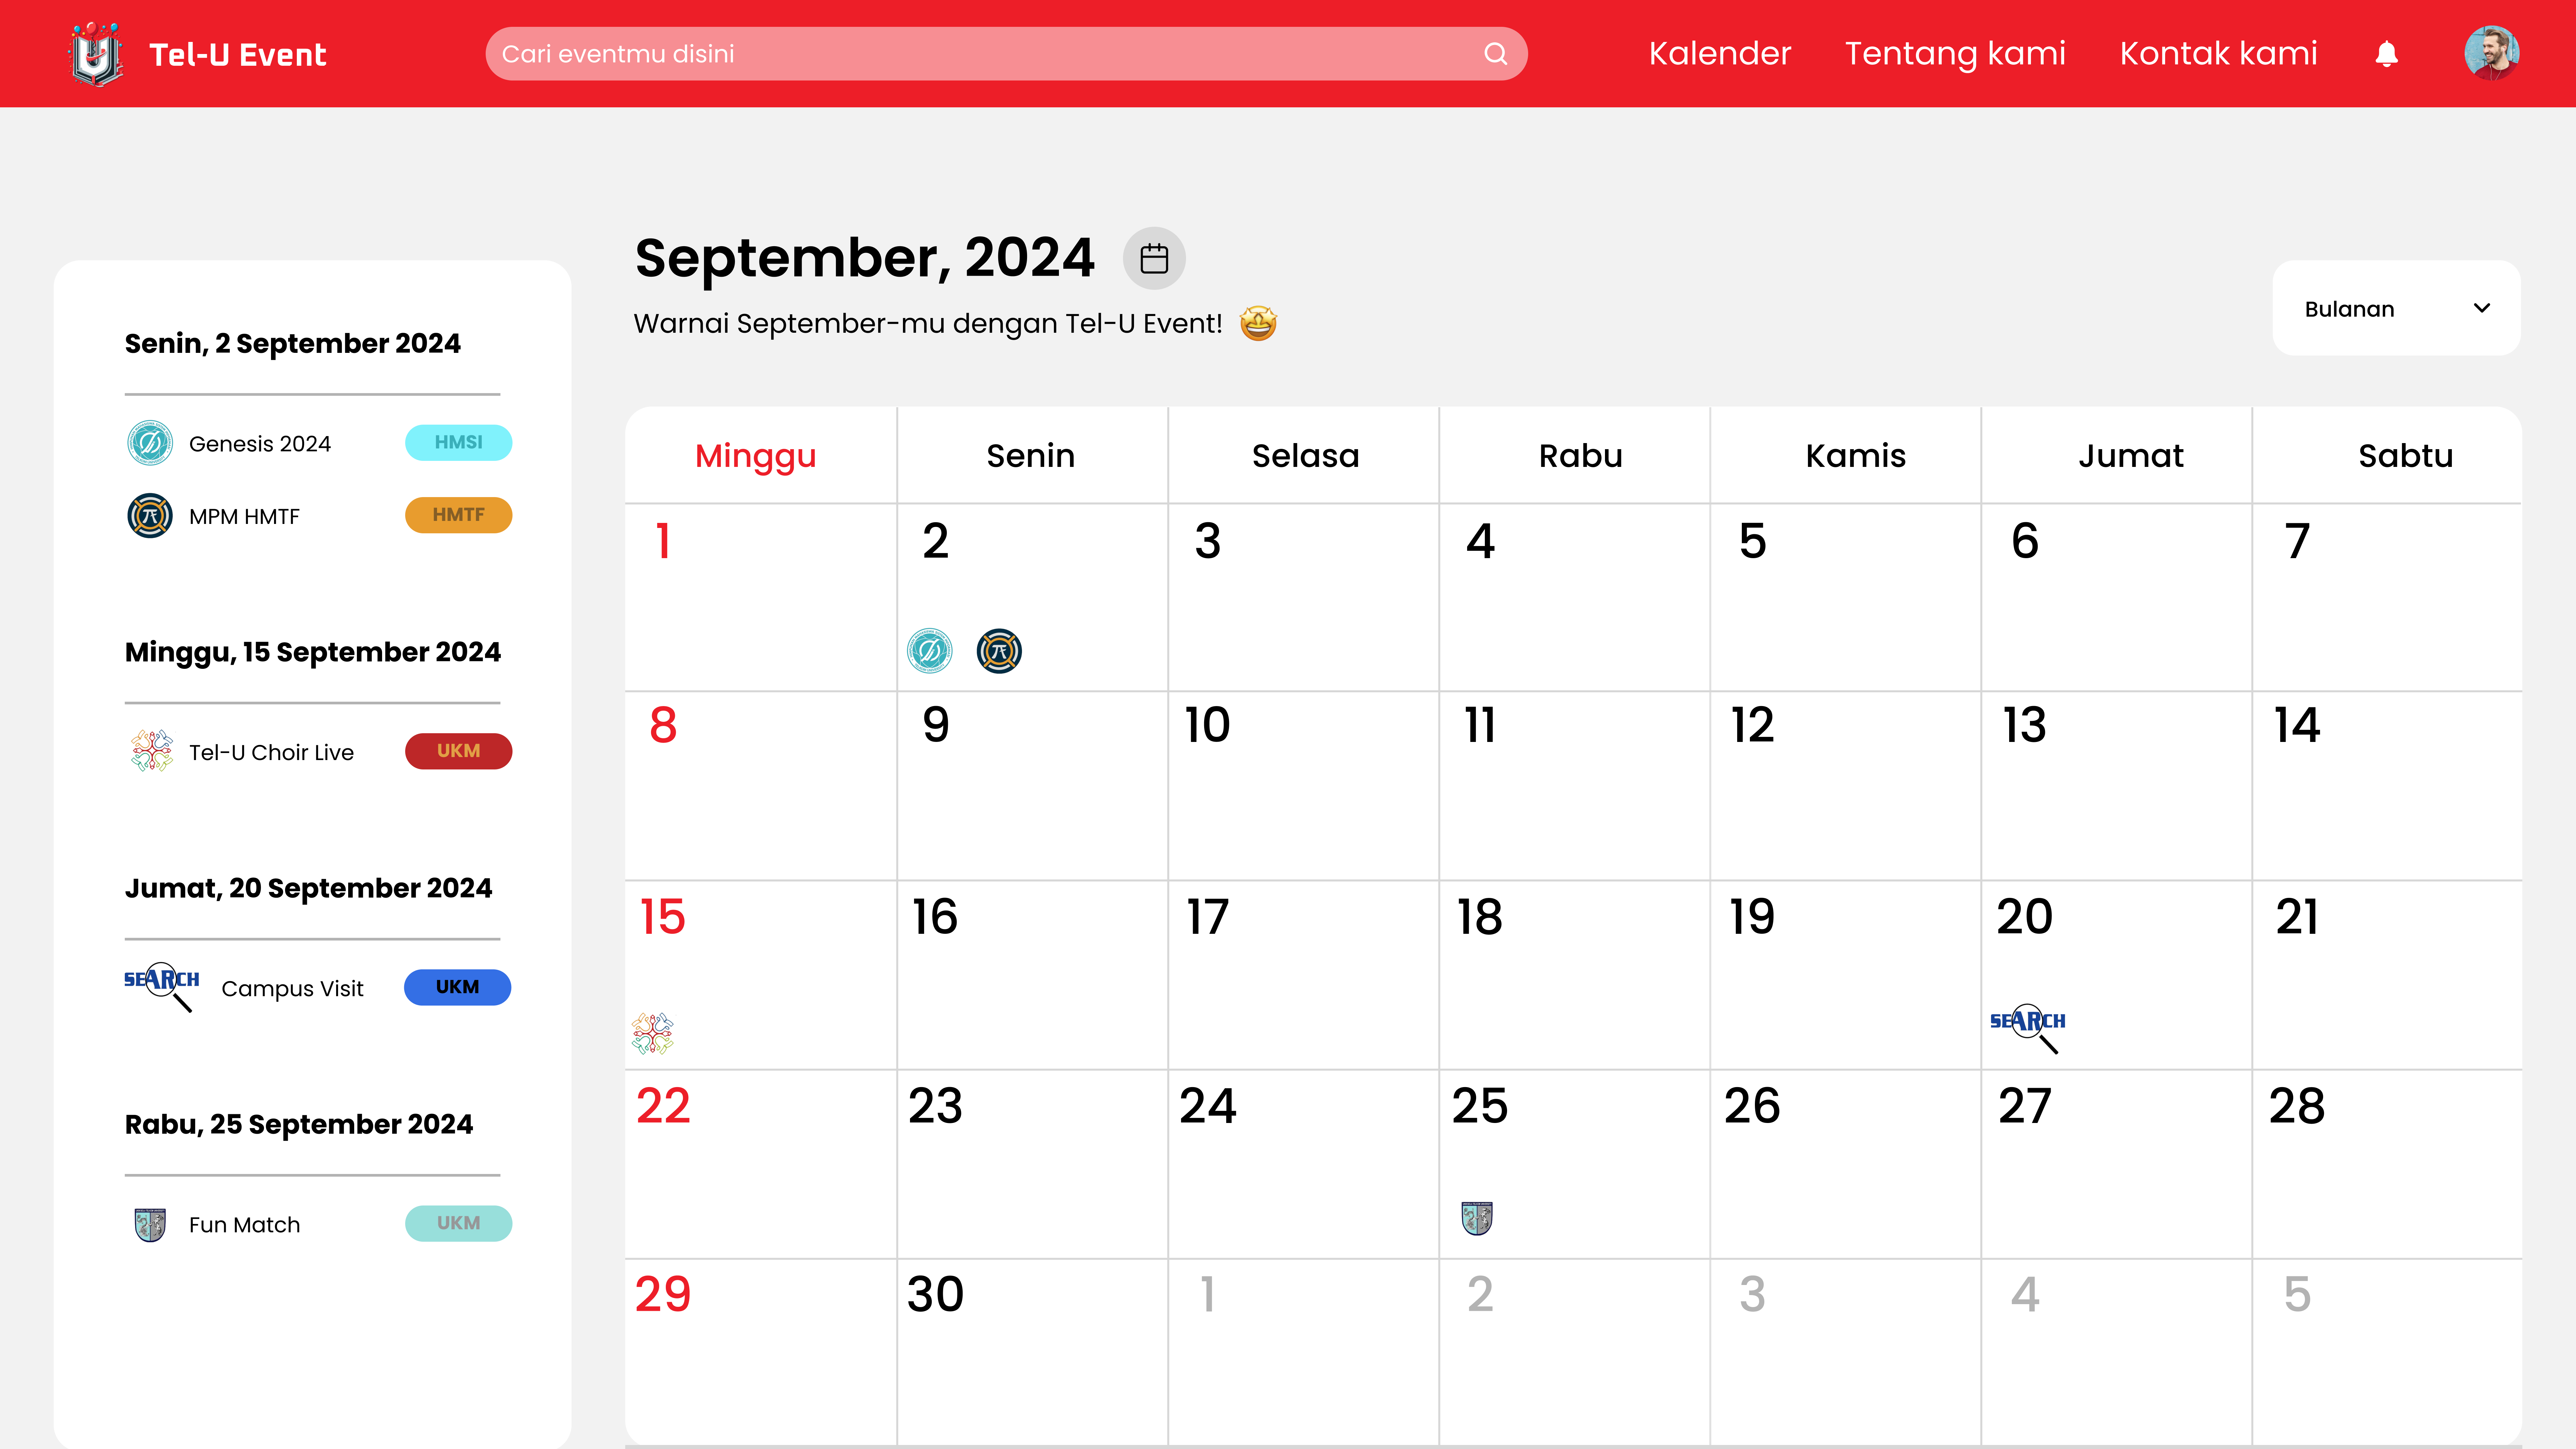 Tel-U Event
Cari eventmu disini
Kalender
Tentang kami
Kontak kami
Senin, 2 September 2024
Genesis 2024
HMSI
MPM HMTF
HMTF
Minggu, 15 September 2024
Tel-U Choir Live
UKM
Jumat, 20 September 2024
SEARCH
Campus Visit
UKM
Rabu, 25 September 2024
Fun Match
UKM
September, 2024
Warnai September-mu dengan Tel-U Event!
Bulanan
Minggu Senin Selasa Rabu Kamis Jumat Sabtu
1 2 3 4 5 6 7
8 9 10 11 12 13 14
15 16 17 18 19 20 21
SEARCH
22 23 24 25 26 27 28
29 30 1 2 3 4 5